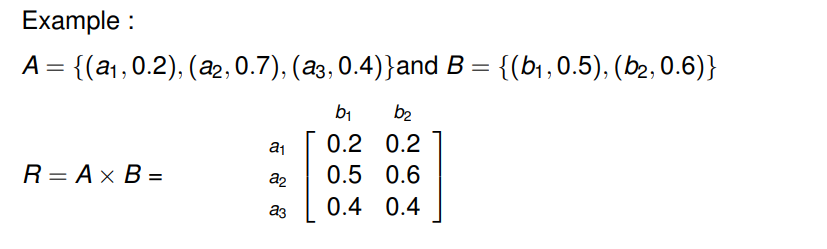 Example :
A = {(a₁, 0.2), (a₂, 0.7), (a₃, 0.4)}and B = {(b₁, 0.5), (b₂, 0.6)}
b₁ b₂
a₁ 0.2 0.2
R = A × B = a₂ 0.5 0.6
a₃ 0.4 0.4